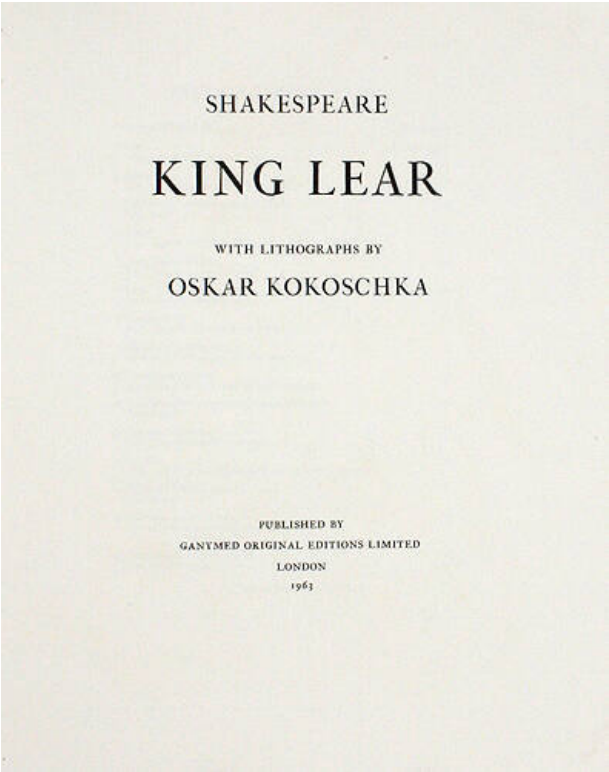 SHAKESPEARE
KING LEAR
WITH LITHOGRAPHS BY
OSKAR KOKOSCHKA
PUBLISHED BY
GANYMED ORIGINAL EDITIONS LIMITED
LONDON
1963